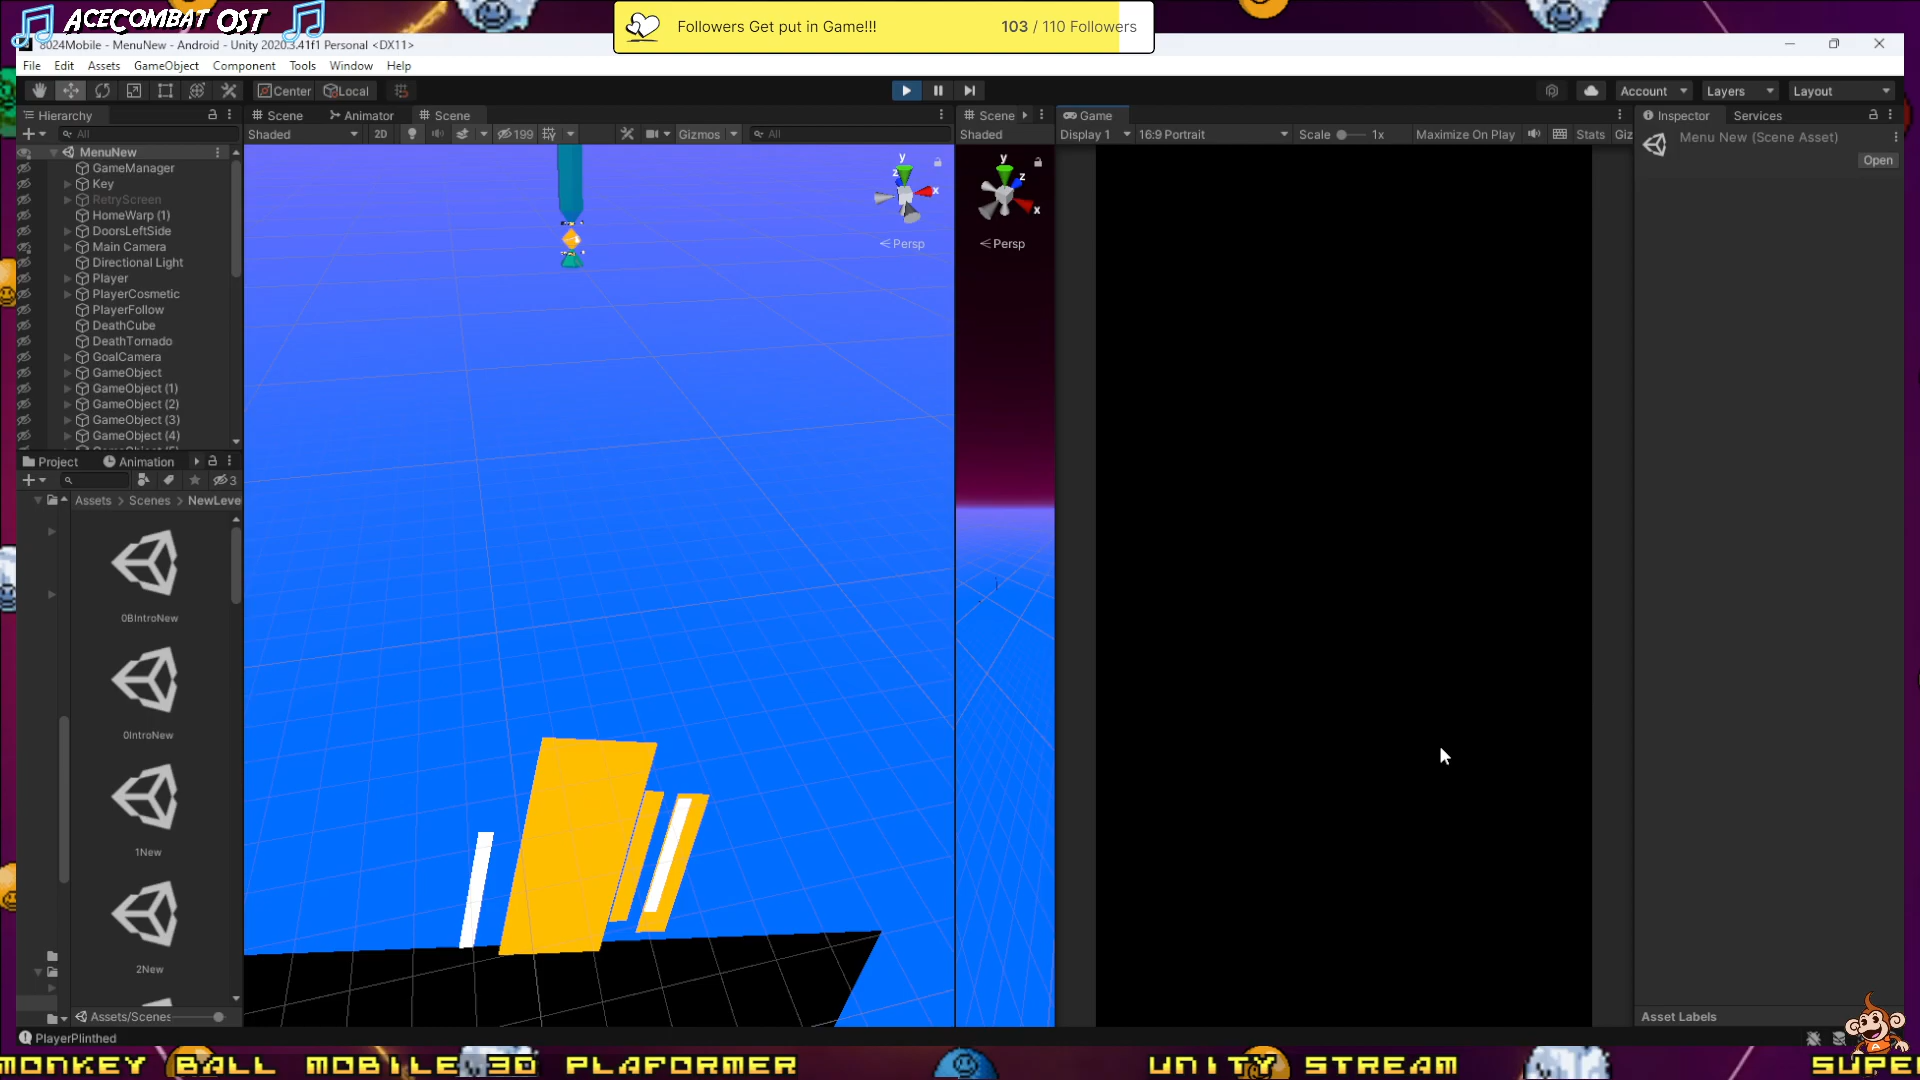 ACECOMBAT OST
Followers Get put in Game!!! 103 / 110 Followers
8024Mobile - MenuNew - Android - Unity 2020.3.41f1 Personal <DX11>
File Edit Assets GameObject Component Tools Window Help
Center Local Account Layers Layout
Hierarchy Scene Animator Scene Scene Game Inspector Services
All Shaded 2D 199 Gizmos All Shaded Display 1 16:9 Portrait Scale 1x Maximize On Play Stats Giz
Menu New (Scene Asset)
Open
MenuNew
GameManager
Key
RetryScreen
HomeWarp (1)
DoorsLeftSide
Main Camera
Directional Light
Player
PlayerCosmetic
PlayerFollow
DeathCube
DeathTornado
GoalCamera
GameObject
GameObject (1)
GameObject (2)
GameObject (3)
GameObject (4)
y z x Persp
y z x Persp
Project Animation
3
Assets > Scenes > NewLeve
0BIntroNew
0IntroNew
1New
2New
Assets/Scenes
Asset Labels
PlayerPlinthed
MONKEY BALL MOBILE 3D PLAFORMER UNITY STREAM SUPE